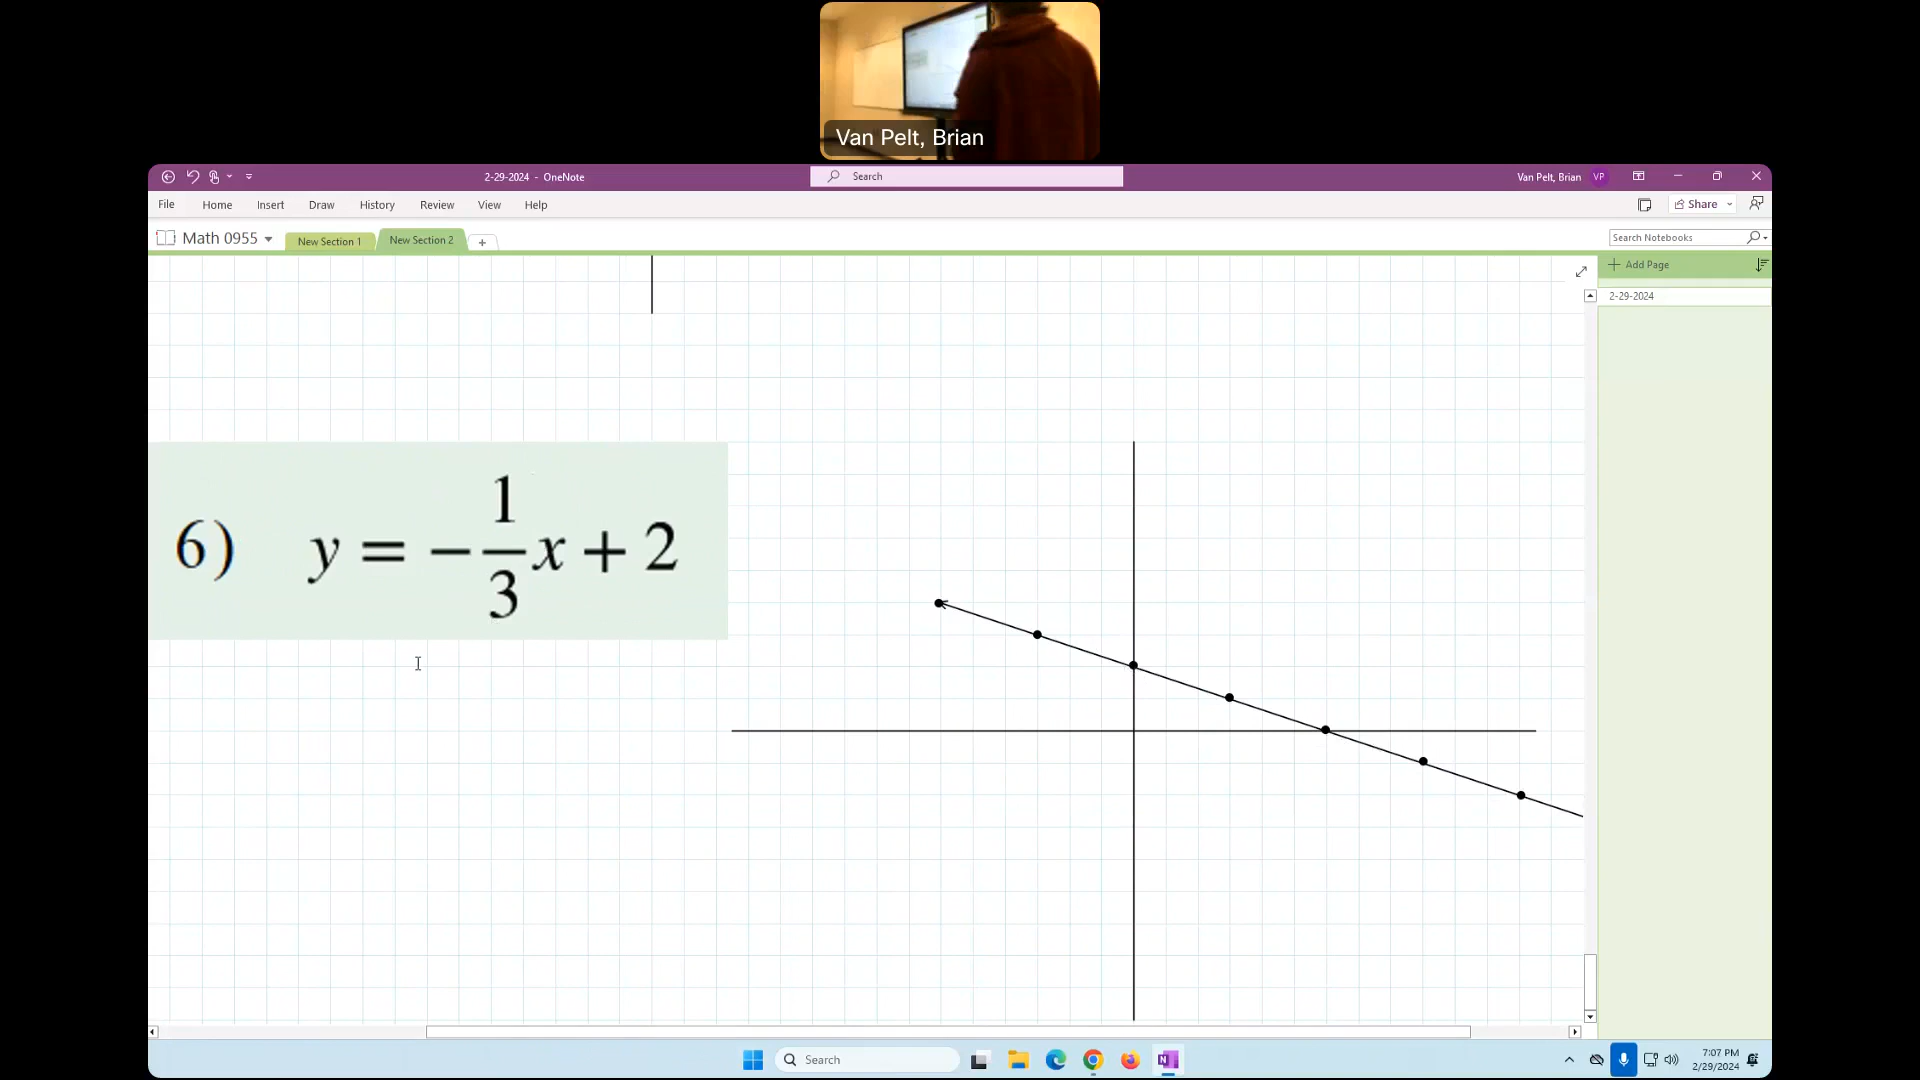 Van Pelt, Brian
2-29-2024 - OneNote
Search
Van Pelt, Brian VP
File Home Insert Draw History Review View Help
Share
Math 0955 New Section 1 New Section 2 +
Search Notebooks
Add Page
2-29-2024
6) y = -\frac{1}{3}x + 2
Search
7:07 PM
2/29/2024